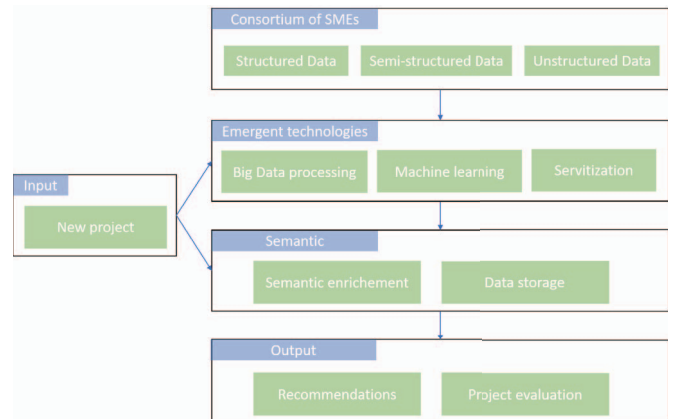 Consortium of SMEs
Structured Data
Semi-structured Data
Unstructured Data
Emergent technologies
Big Data processing
Machine learning
Servitization
Input
New project
Semantic
Semantic enrichement
Data storage
Output
Recommendations
Project evaluation